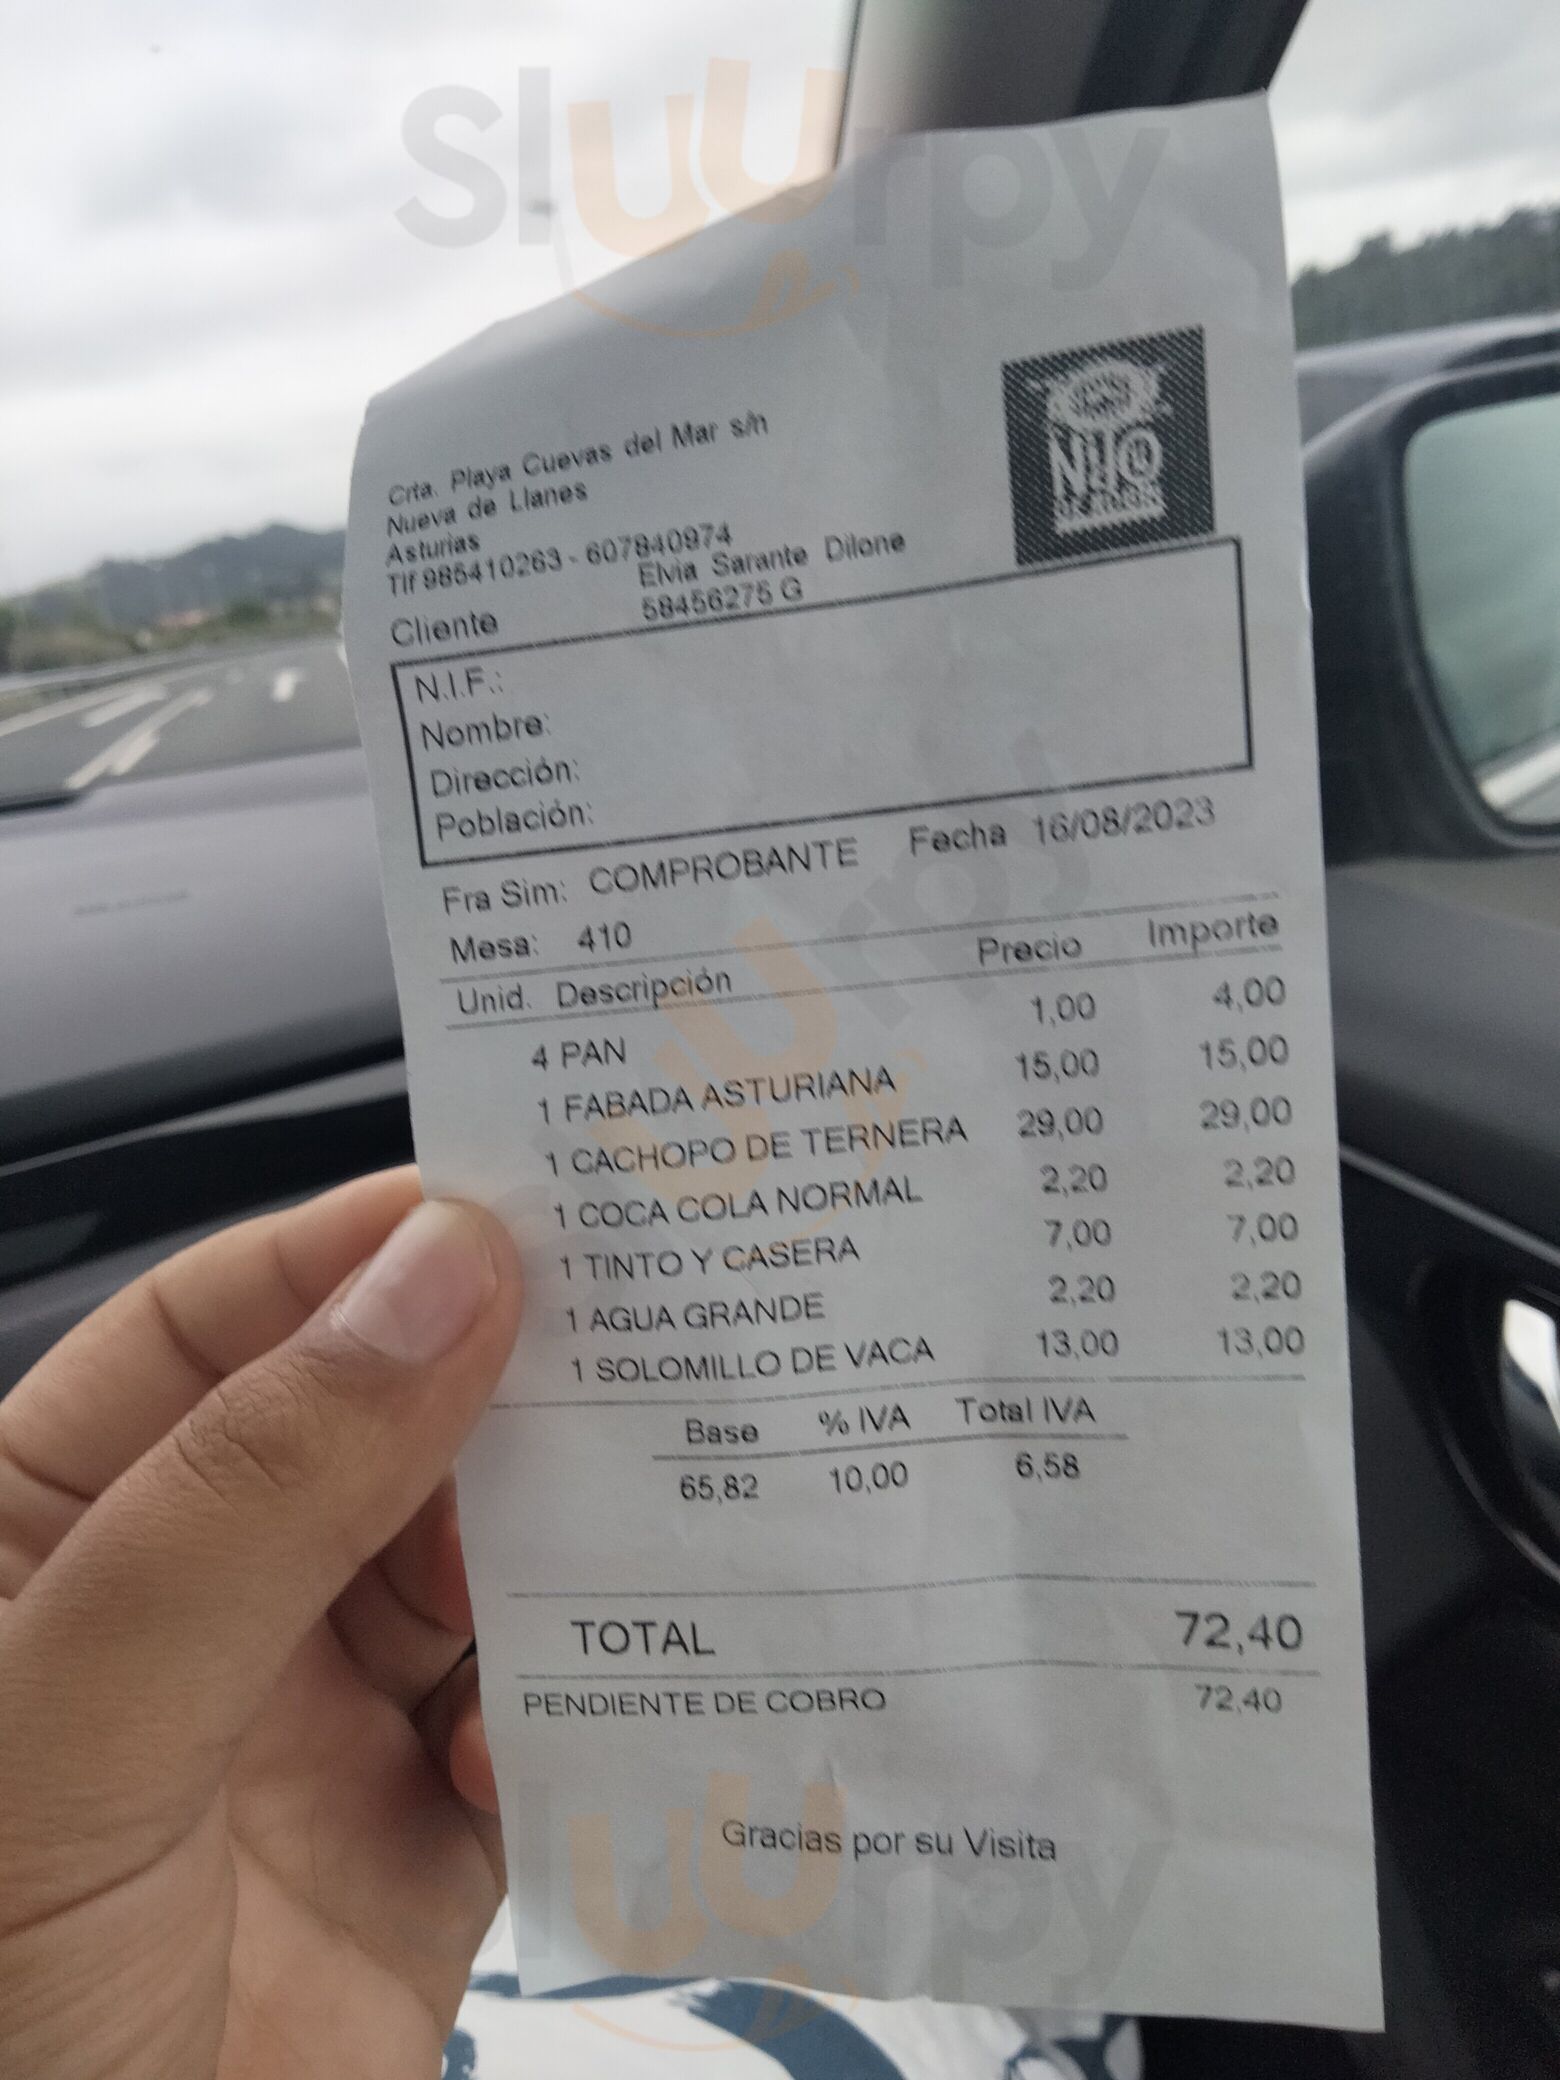 Sluurpy
Crta. Playa Cuevas del Mar s/n
Nueva de Llanes
Asturias
Tlf 985410263 - 607840974
Elvia Sarante Dilone
58456275 G
Cliente
N.I.F.:
Nombre:
Dirección:
Población:
Fra Sim: COMPROBANTE Fecha 16/08/2023
Mesa: 410
Unid. Descripción Precio Importe
4 PAN 1,00 4,00
1 FABADA ASTURIANA 15,00 15,00
1 CACHOPO DE TERNERA 29,00 29,00
1 COCA COLA NORMAL 2,20 2,20
1 TINTO Y CASERA 7,00 7,00
1 AGUA GRANDE 2,20 2,20
1 SOLOMILLO DE VACA 13,00 13,00
Base % IVA Total IVA
65,82 10,00 6,58
TOTAL 72,40
PENDIENTE DE COBRO 72,40
Gracias por su Visita
Sluurpy
Sluurpy